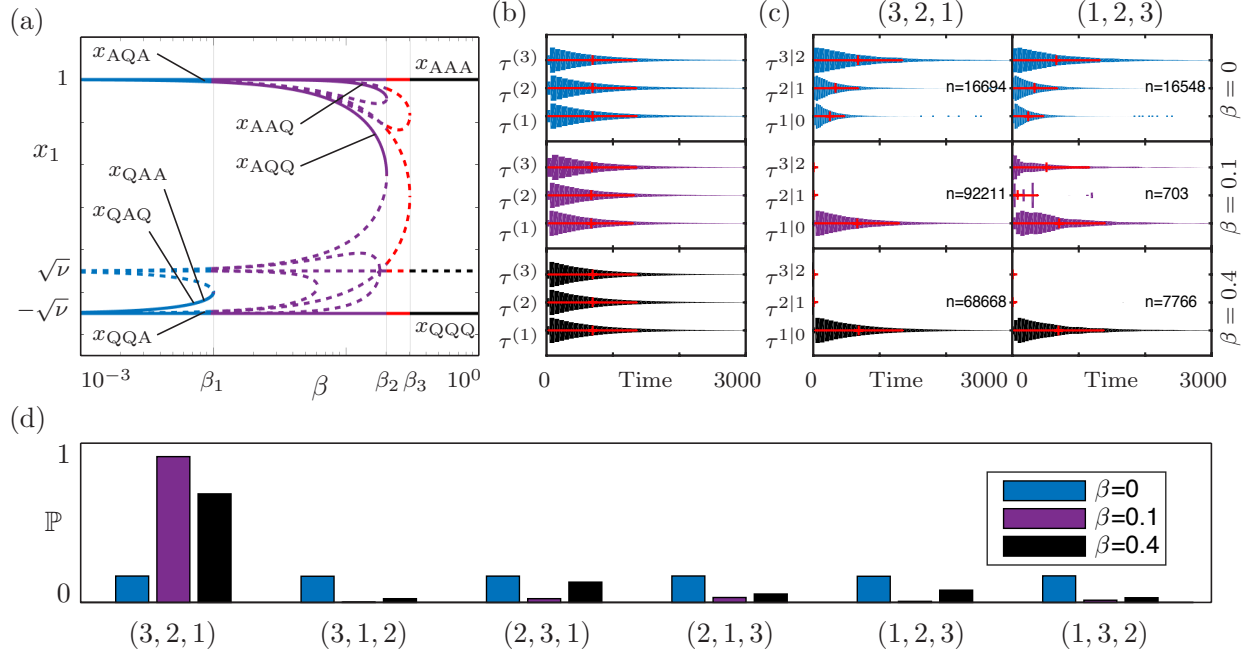 (a)
x_AQA
x_AAA
1
x_AAQ
x_1
x_AQQ
x_QAA
x_QAQ
√ν
−√ν
x_QQA
x_QQQ
10^−3 β_1 β β_2 β_3 10^0
(b)
τ^(3)
τ^(2)
τ^(1)
τ^(3)
τ^(2)
τ^(1)
τ^(3)
τ^(2)
τ^(1)
0 Time 3000
(c) (3, 2, 1) (1, 2, 3)
τ^3|2
τ^2|1 n=16694 n=16548
τ^1|0
β = 0
τ^3|2
τ^2|1 n=92211 n=703
τ^1|0
β = 0.1
τ^3|2
τ^2|1 n=68668 n=7766
τ^1|0
β = 0.4
0 Time 3000 0 Time 3000
(d)
1
ℙ
0
β=0
β=0.1
β=0.4
(3, 2, 1) (3, 1, 2) (2, 3, 1) (2, 1, 3) (1, 2, 3) (1, 3, 2)